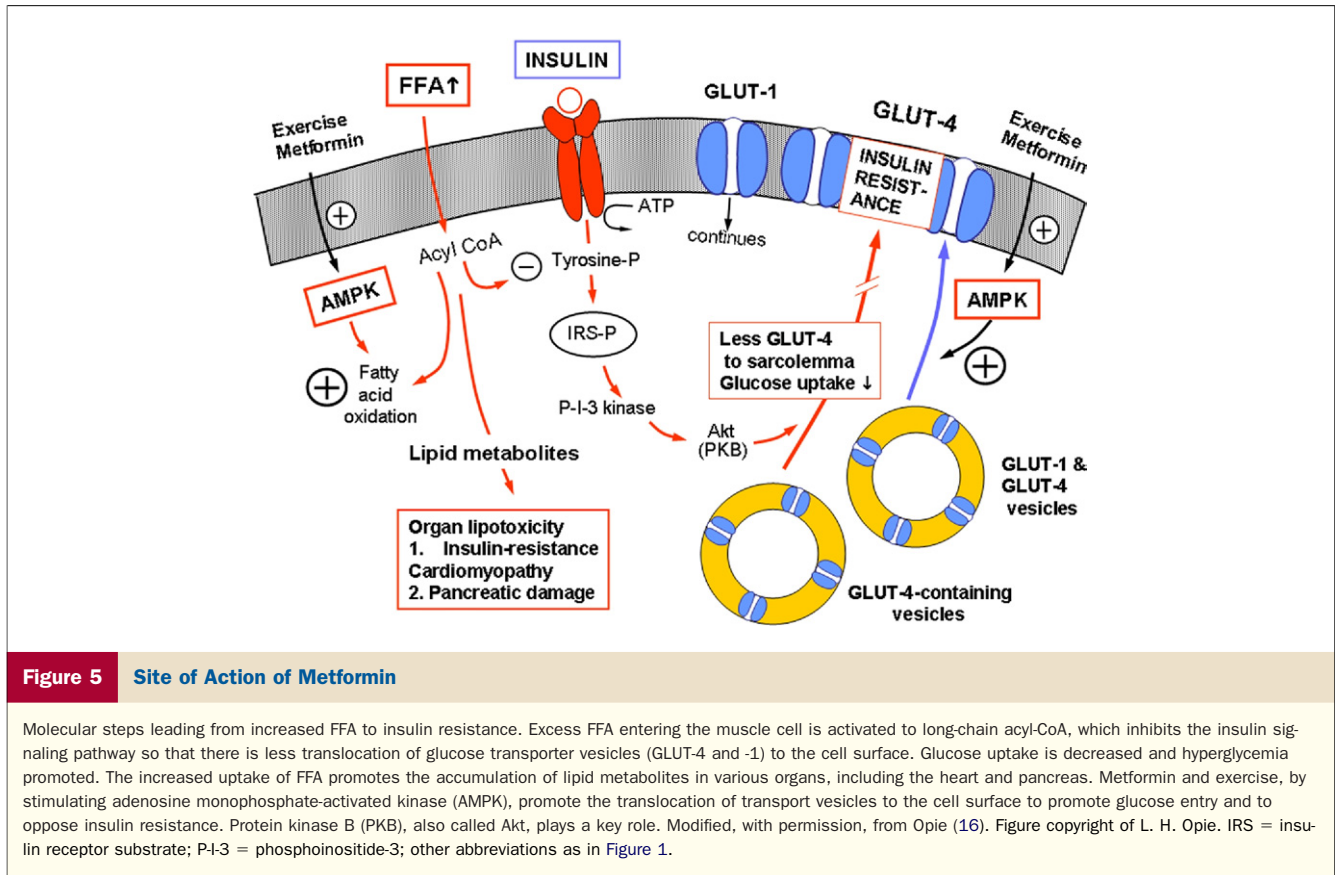 INSULIN
FFA↑
GLUT-1
GLUT-4
Exercise
Metformin
Exercise
Metformin
INSULIN
RESIST-
ANCE
+
+
ATP
continues
Acyl CoA
−
Tyrosine-P
AMPK
AMPK
IRS-P
Less GLUT-4
to sarcolemma
Glucose uptake ↓
+
+
Fatty
acid
oxidation
P-I-3 kinase
Akt
(PKB)
Lipid metabolites
GLUT-1 &
GLUT-4
vesicles
Organ lipotoxicity
1. Insulin-resistance
Cardiomyopathy
2. Pancreatic damage
GLUT-4-containing
vesicles
Figure 5 Site of Action of Metformin
Molecular steps leading from increased FFA to insulin resistance. Excess FFA entering the muscle cell is activated to long-chain acyl-CoA, which inhibits the insulin sig-
naling pathway so that there is less translocation of glucose transporter vesicles (GLUT-4 and -1) to the cell surface. Glucose uptake is decreased and hyperglycemia
promoted. The increased uptake of FFA promotes the accumulation of lipid metabolites in various organs, including the heart and pancreas. Metformin and exercise, by
stimulating adenosine monophosphate-activated kinase (AMPK), promote the translocation of transport vesicles to the cell surface to promote glucose entry and to
oppose insulin resistance. Protein kinase B (PKB), also called Akt, plays a key role. Modified, with permission, from Opie (16). Figure copyright of L. H. Opie. IRS = insu-
lin receptor substrate; P-I-3 = phosphoinositide-3; other abbreviations as in Figure 1.